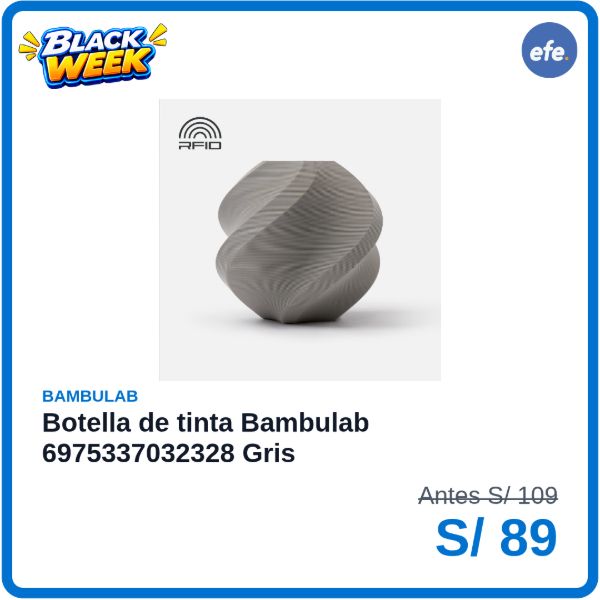 BLACK
WEEK
efe.
RFID
BAMBULAB
Botella de tinta Bambulab
6975337032328 Gris
Antes S/ 109
S/ 89